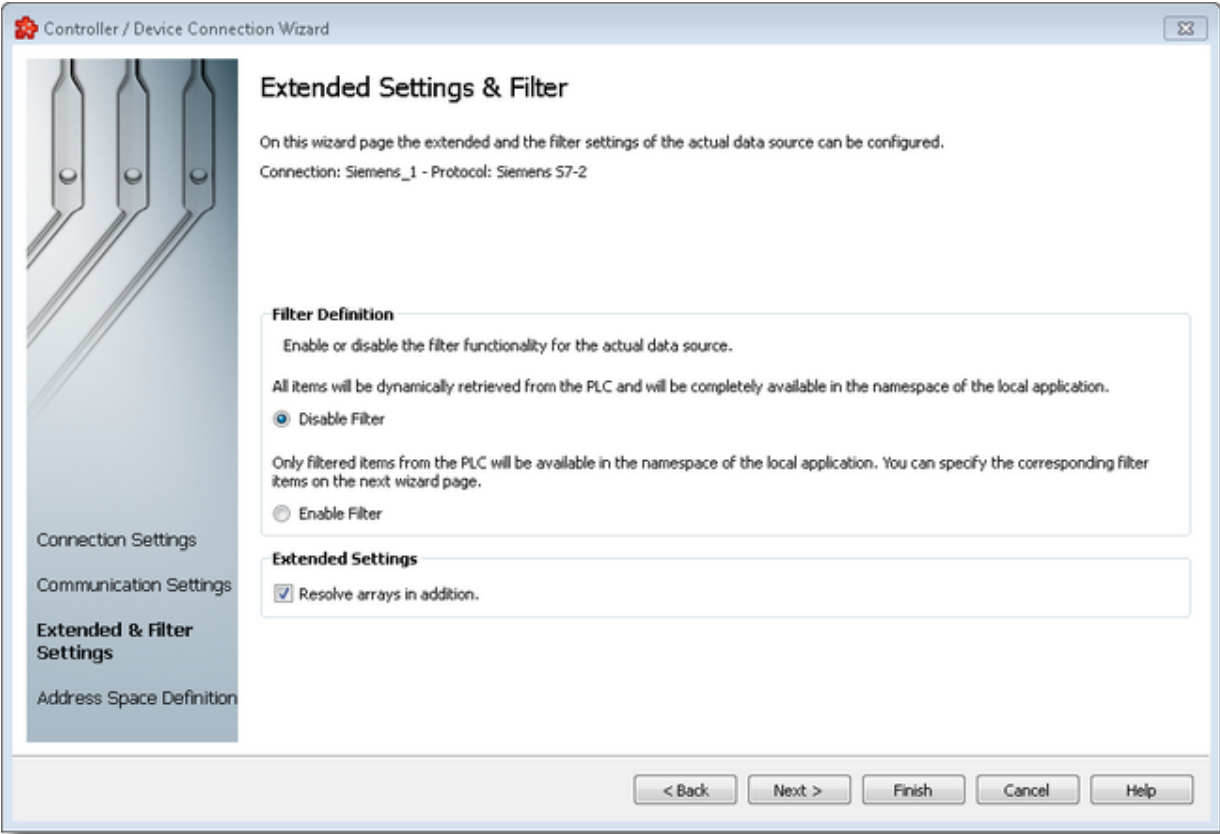 Controller / Device Connection Wizard
Extended Settings & Filter
On this wizard page the extended and the filter settings of the actual data source can be configured.
Connection: Siemens_1 - Protocol: Siemens S7-2
Filter Definition
Enable or disable the filter functionality for the actual data source.
All items will be dynamically retrieved from the PLC and will be completely available in the namespace of the local application.
Disable Filter
Only filtered items from the PLC will be available in the namespace of the local application. You can specify the corresponding filter
items on the next wizard page.
Enable Filter
Extended Settings
Resolve arrays in addition.
Connection Settings
Communication Settings
Extended & Filter
Settings
Address Space Definition
< Back
Next >
Finish
Cancel
Help